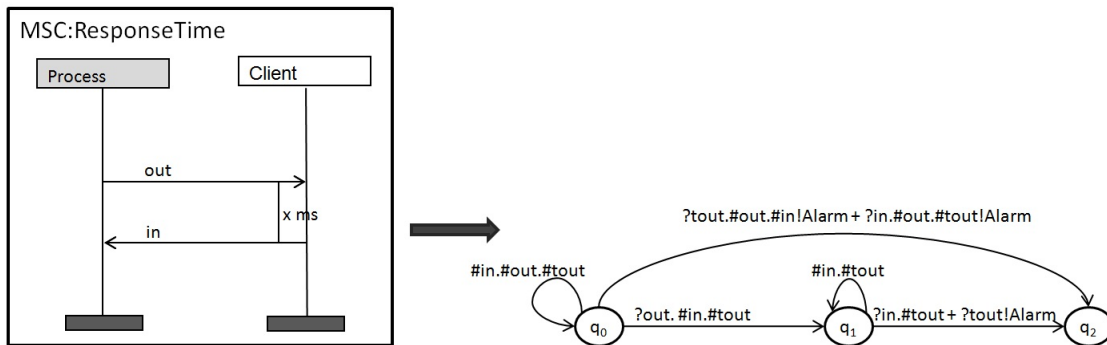 MSC:ResponseTime
Process
Client
out
x ms
in
?tout.#out.#in!Alarm + ?in.#out.#tout!Alarm
#in.#out.#tout
#in.#tout
?out. #in.#tout
?in.#tout + ?tout!Alarm
q0
q1
q2